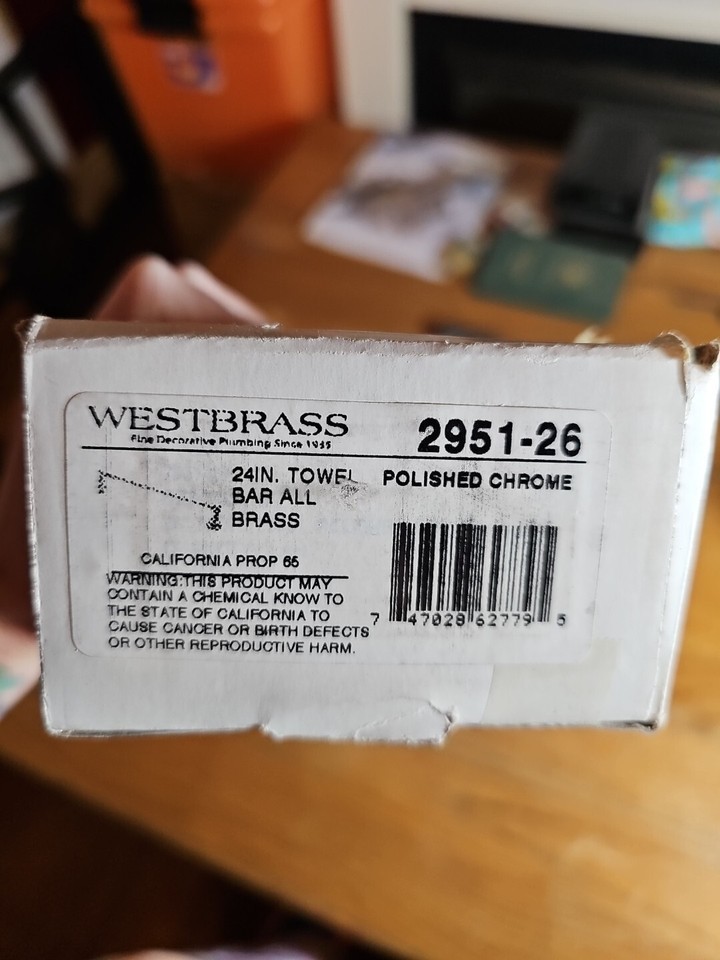 WESTBRASS
Fine Decorative Plumbing Since 1935
2951-26
24IN. TOWEL
BAR ALL
BRASS
POLISHED CHROME
CALIFORNIA PROP 65
WARNING:THIS PRODUCT MAY
CONTAIN A CHEMICAL KNOW TO
THE STATE OF CALIFORNIA TO
CAUSE CANCER OR BIRTH DEFECTS
OR OTHER REPRODUCTIVE HARM.
7 47028 62779 5